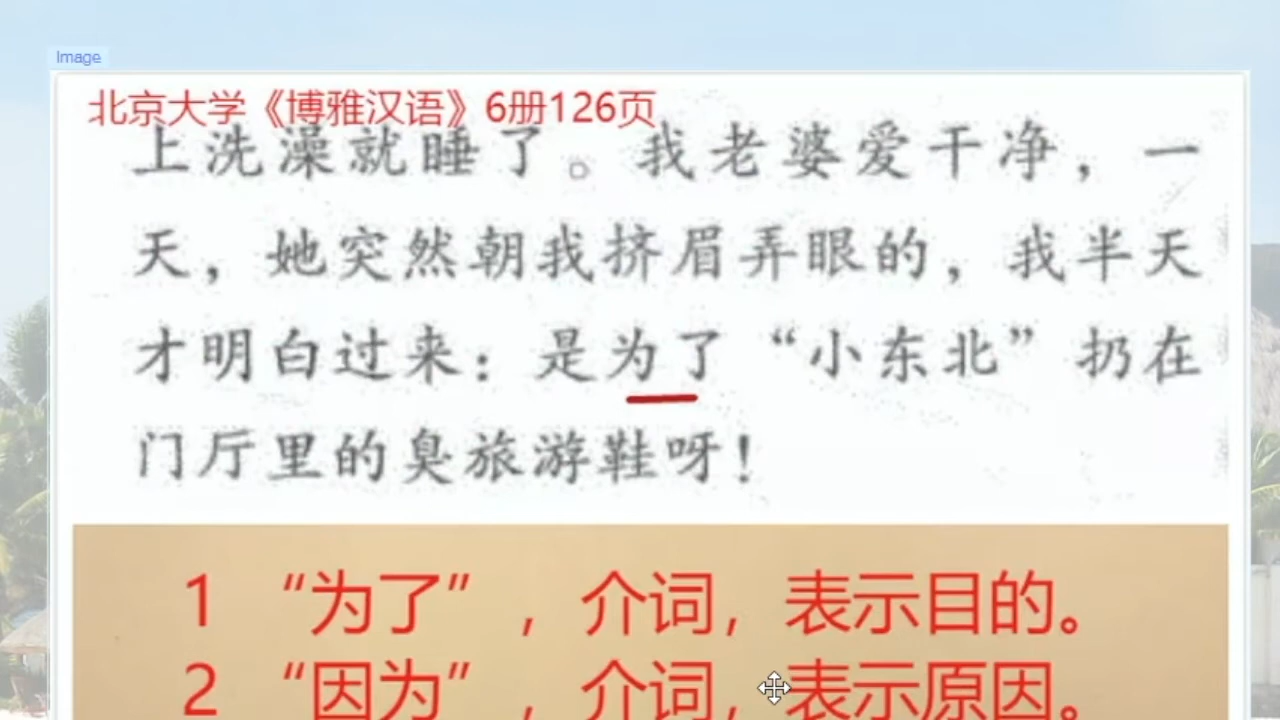 Image
北京大学《博雅汉语》6册126页
上洗澡就睡了。我老婆爱干净，一
天，她突然朝我挤眉弄眼的，我半天
才明白过来：是为了“小东北”扔在
门厅里的臭旅游鞋呀！
1 “为了”，介词，表示目的。
2 “因为”，介词，表示原因。